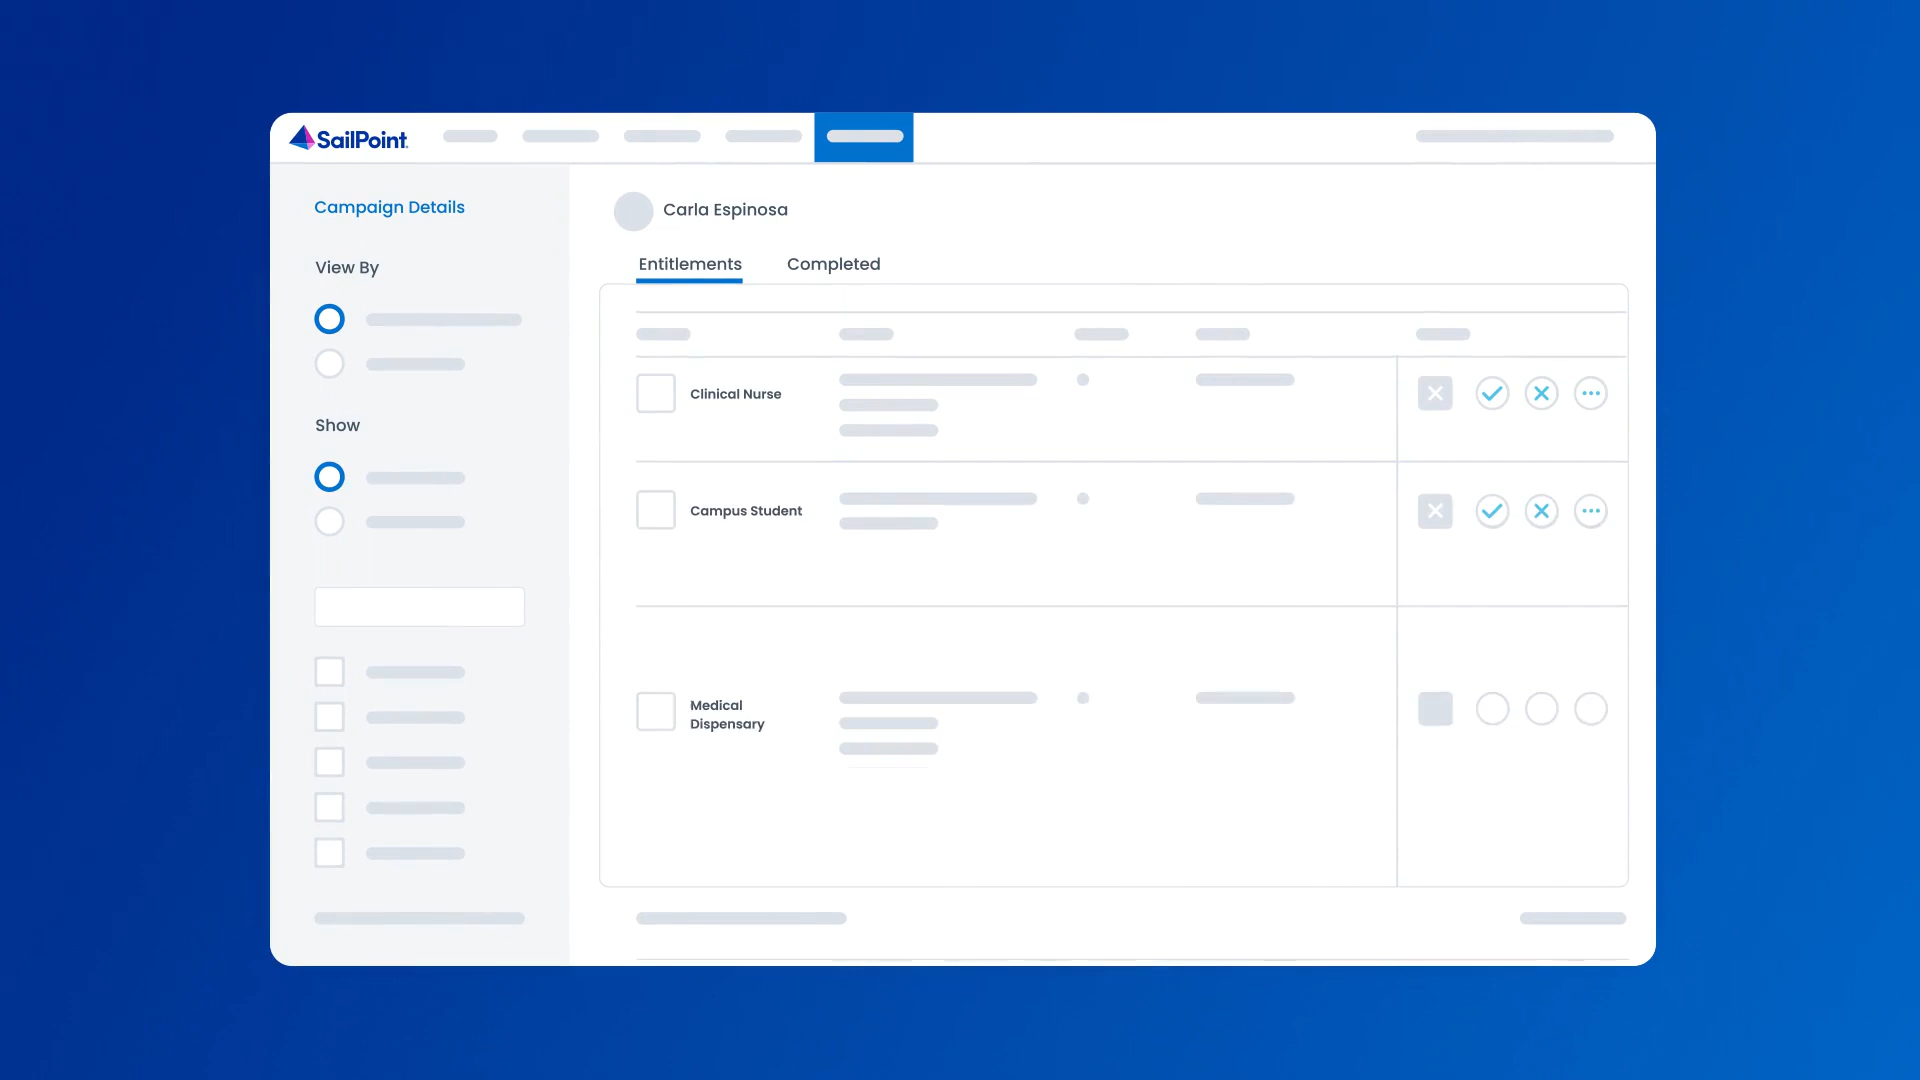 SailPoint
Campaign Details
View By
Show
Carla Espinosa
Entitlements
Completed
Clinical Nurse
Campus Student
Medical
Dispensary